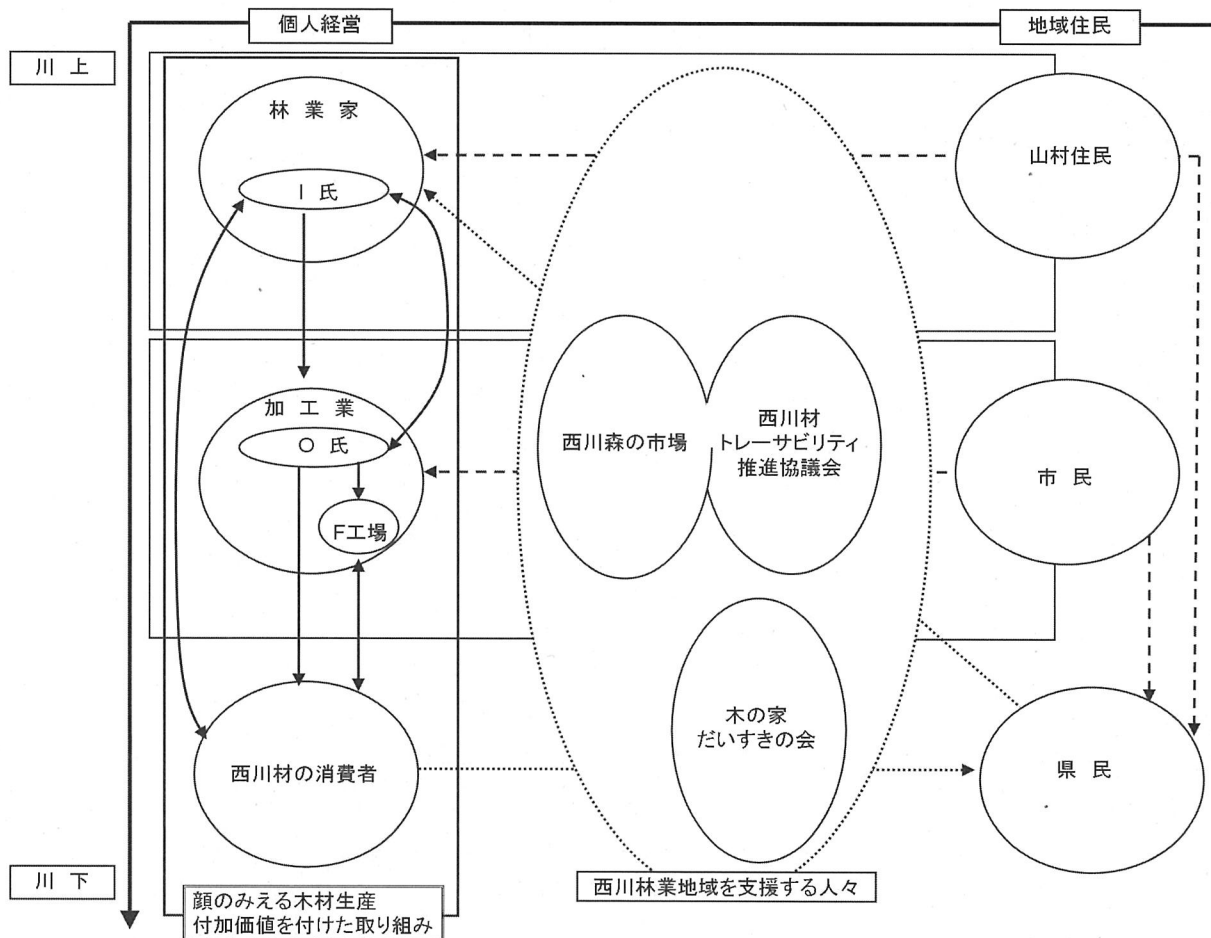 個人経営
地域住民
川 上
林 業 家
I 氏
山村住民
加 工 業
O 氏
F工場
西川森の市場
西川材
トレーサビリティ
推進協議会
市 民
西川材の消費者
木の家
だいすきの会
県 民
川 下
顔のみえる木材生産
付加価値を付けた取り組み
西川林業地域を支援する人々